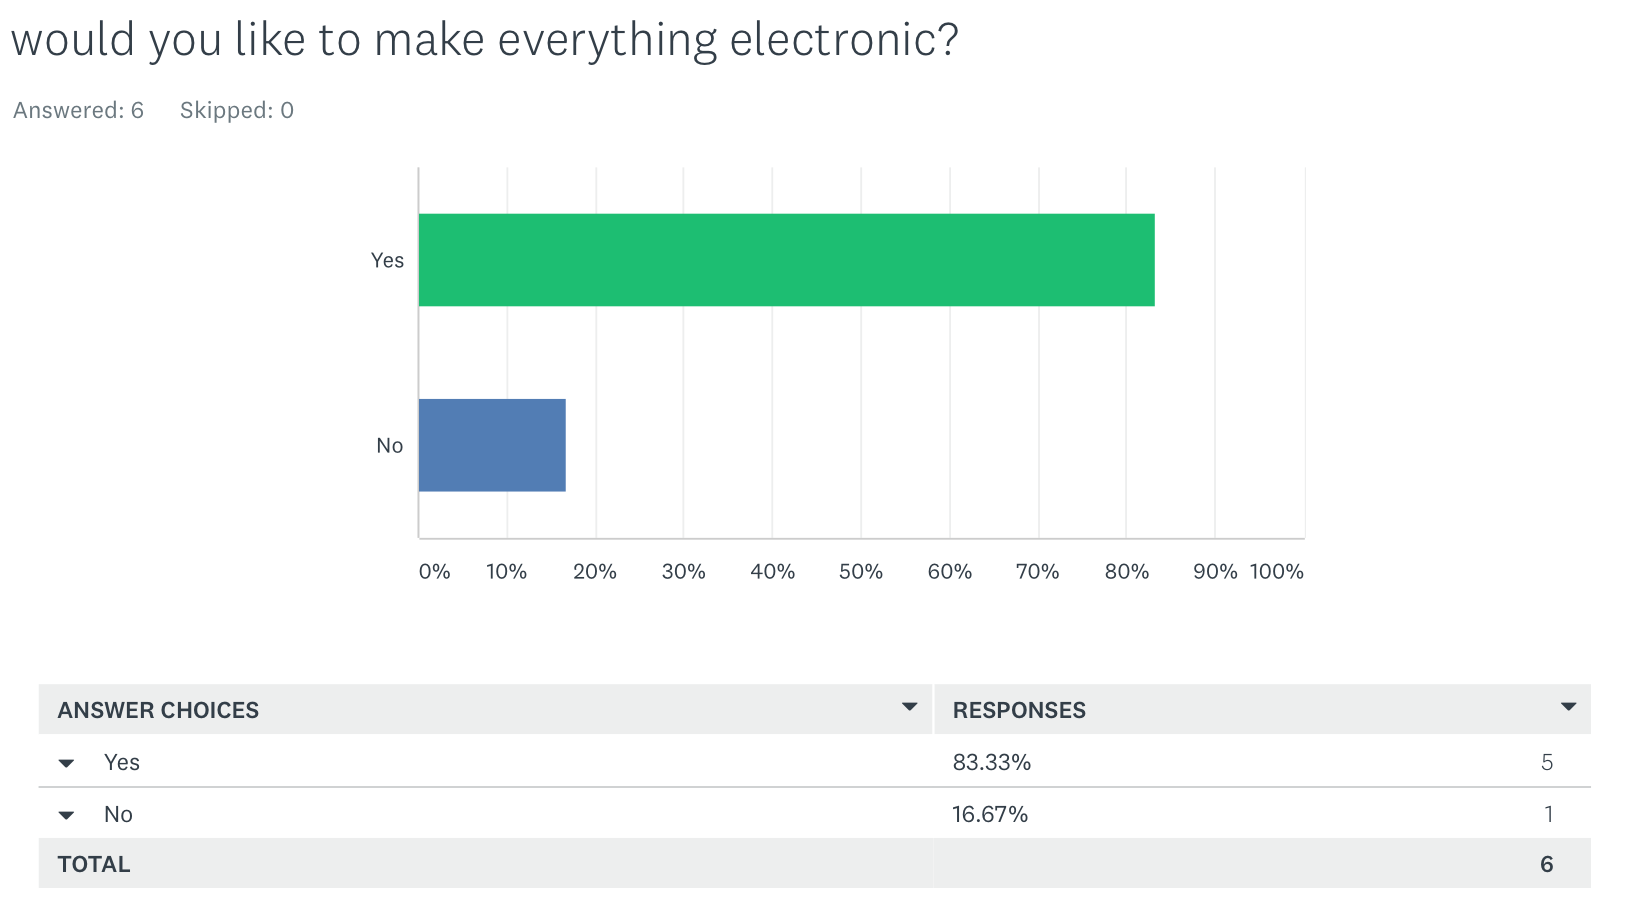 would you like to make everything electronic?
Answered: 6 Skipped: 0
Yes
No
0% 10% 20% 30% 40% 50% 60% 70% 80% 90% 100%
ANSWER CHOICES RESPONSES
Yes 83.33% 5
No 16.67% 1
TOTAL 6